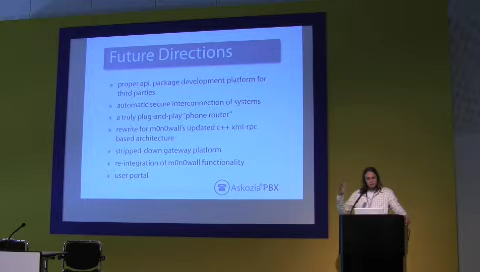 Future Directions
proper api, package development platform for
third parties
automatic secure interconnection of systems
a truly plug-and-play "phone router"
rewrite for m0n0wall's updated c++ xml-rpc
based architecture
stripped-down gateway platform
re-integration of m0n0wall functionality
user portal
Askozia PBX